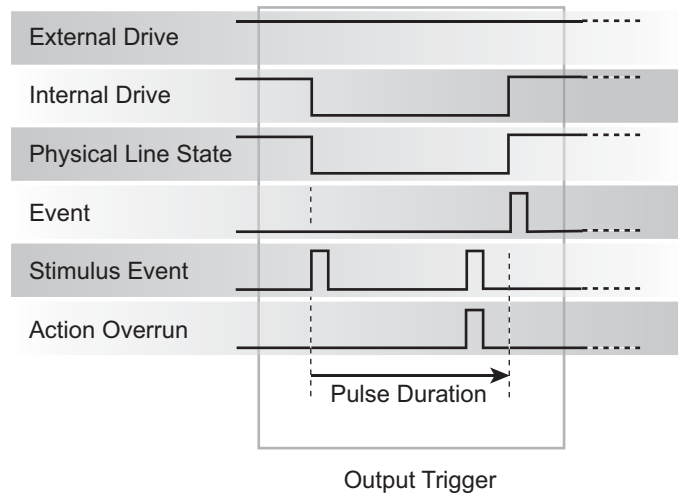 External Drive
Internal Drive
Physical Line State
Event
Stimulus Event
Action Overrun
Pulse Duration
Output Trigger